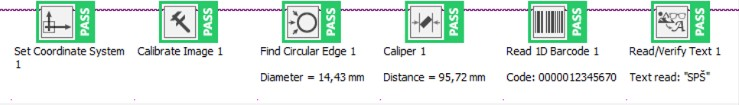 PASS PASS PASS PASS PASS PASS
Set Coordinate System 1
Calibrate Image 1
Find Circular Edge 1
Diameter = 14,43 mm
Caliper 1
Distance = 95,72 mm
Read 1D Barcode 1
Code: 0000012345670
Read/Verify Text 1
Text read: "SPŠ"